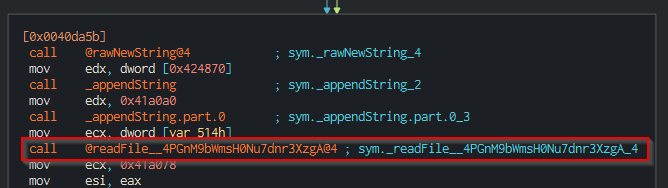 [0x0040da5b]
call @rawNewString@4 ; sym._rawNewString_4
mov edx, dword [0x424870]
call _appendString ; sym._appendString_2
mov edx, 0x41a0a0
call _appendString.part.0 ; sym._appendString.part.0_3
mov ecx, dword [var_514h]
call @readFile__4PGnM9bWmsH0Nu7dnr3XzgA@4 ; sym._readFile__4PGnM9bWmsH0Nu7dnr3XzgA_4
mov ecx, 0x41a078
mov esi, eax